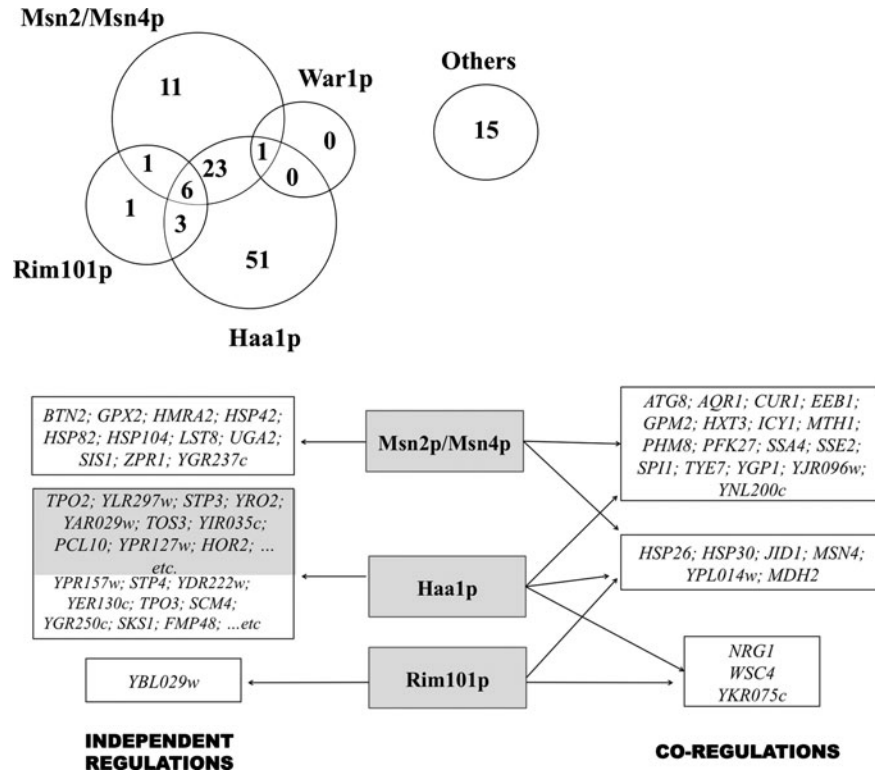 Msn2/Msn4p
War1p
Others
11
0
15
1
23
1
0
6
1
3
51
Rim101p
Haa1p
BTN2; GPX2; HMRA2; HSP42;
HSP82; HSP104; LST8; UGA2;
SIS1; ZPR1; YGR237c
Msn2p/Msn4p
ATG8; AQR1; CUR1; EEB1;
GPM2; HXT3; ICY1; MTH1;
PHM8; PFK27; SSA4; SSE2;
SPI1; TYE7; YGP1; YJR096w;
YNL200c
TPO2; YLR297w; STP3; YRO2;
YAR029w; TOS3; YIR035c;
PCL10; YPR127w; HOR2; ...
etc.
YPR157w; STP4; YDR222w;
YER130c; TPO3; SCM4;
YGR250c; SKS1; FMP48; ...etc
Haa1p
HSP26; HSP30; JID1; MSN4;
YPL014w; MDH2
YBL029w
Rim101p
NRG1
WSC4
YKR075c
INDEPENDENT
REGULATIONS
CO-REGULATIONS